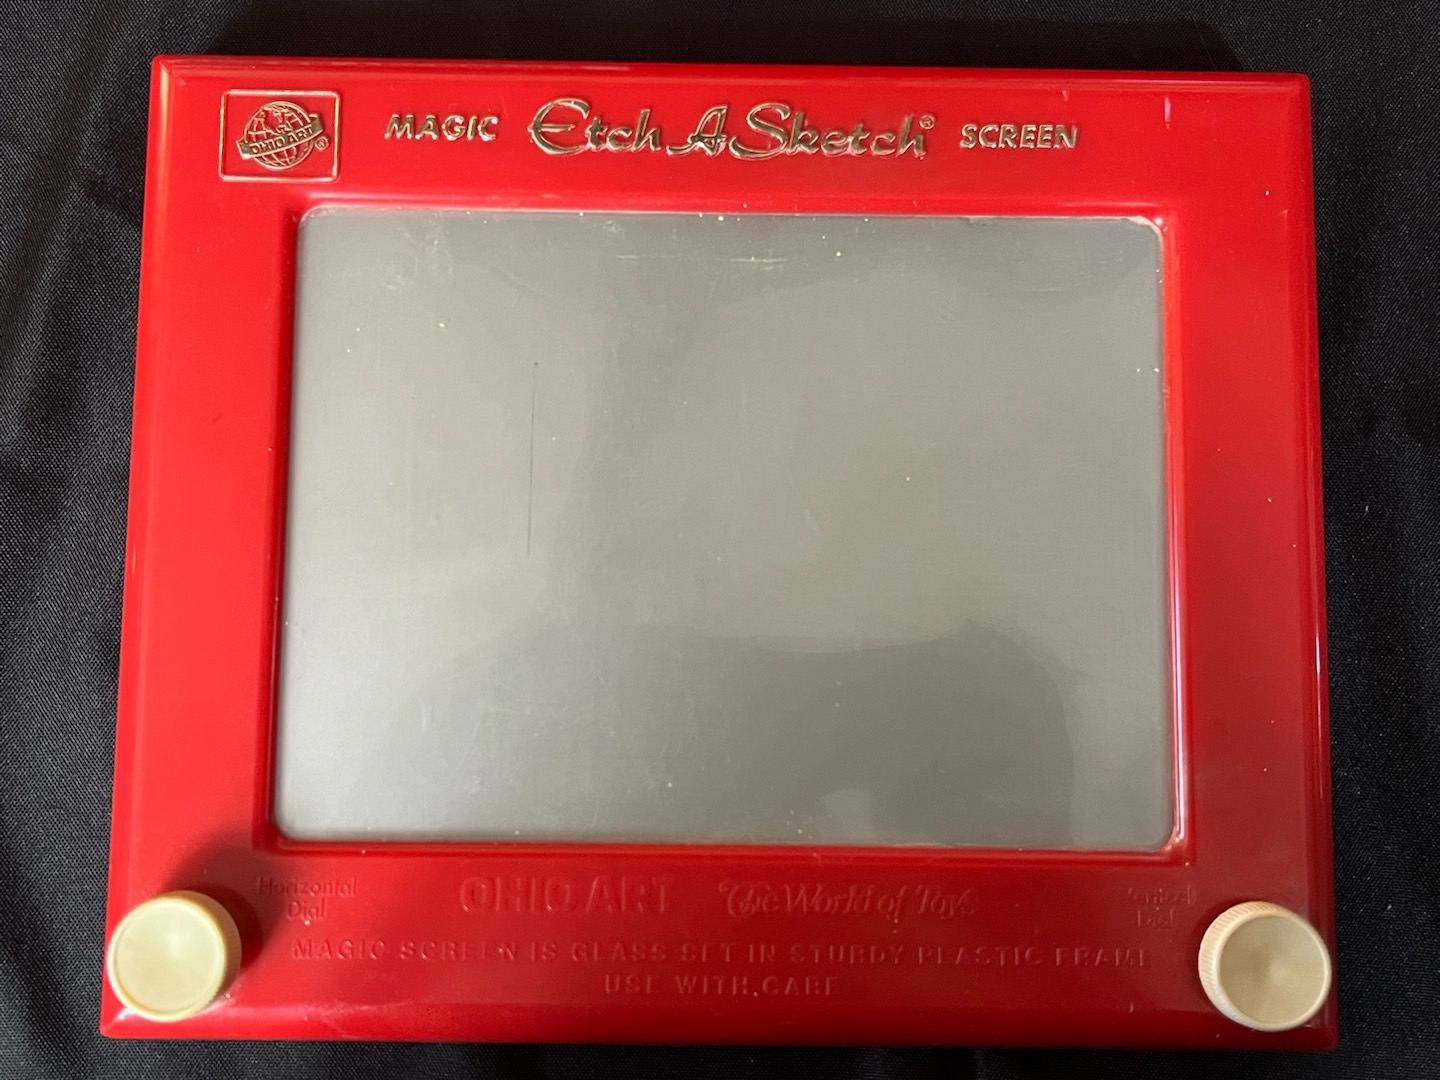 OHIO ART®
MAGIC Etch A Sketch® SCREEN
Horizontal
Dial
OHIO ART The World of Toys
Vertical
Dial
MAGIC SCREEN IS GLASS SET IN STURDY PLASTIC FRAME
USE WITH CARE